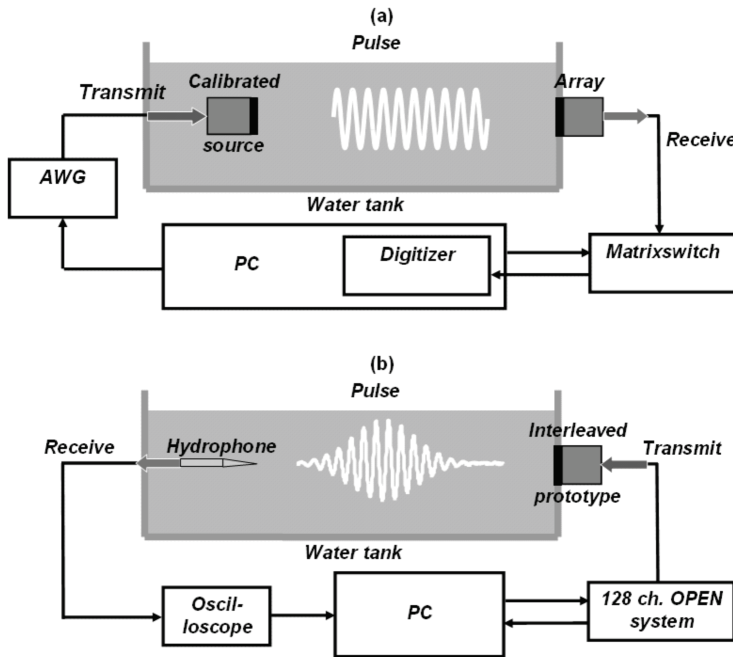 (a)
Pulse
Transmit
Calibrated
source
Array
Receive
AWG
Water tank
PC
Digitizer
Matrixswitch
(b)
Pulse
Receive
Hydrophone
Interleaved
prototype
Transmit
Water tank
Oscil-
loscope
PC
128 ch. OPEN
system